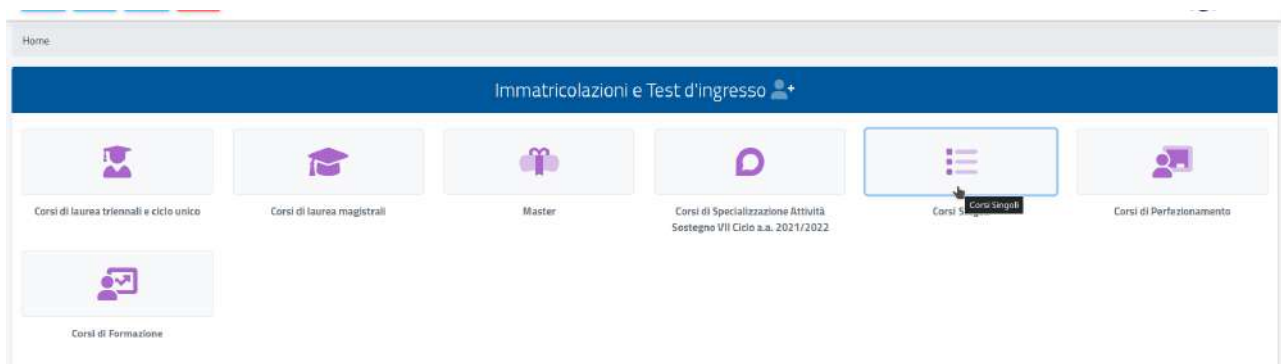 Home
Immatricolazioni e Test d'ingresso
Corsi di laurea triennali e ciclo unico
Corsi di laurea magistrali
Master
Corsi di Specializzazione Attività
Sostegno VII Ciclo a.a. 2021/2022
Corsi
Corsi Singoli
Corsi di Perfezionamento
Corsi di Formazione